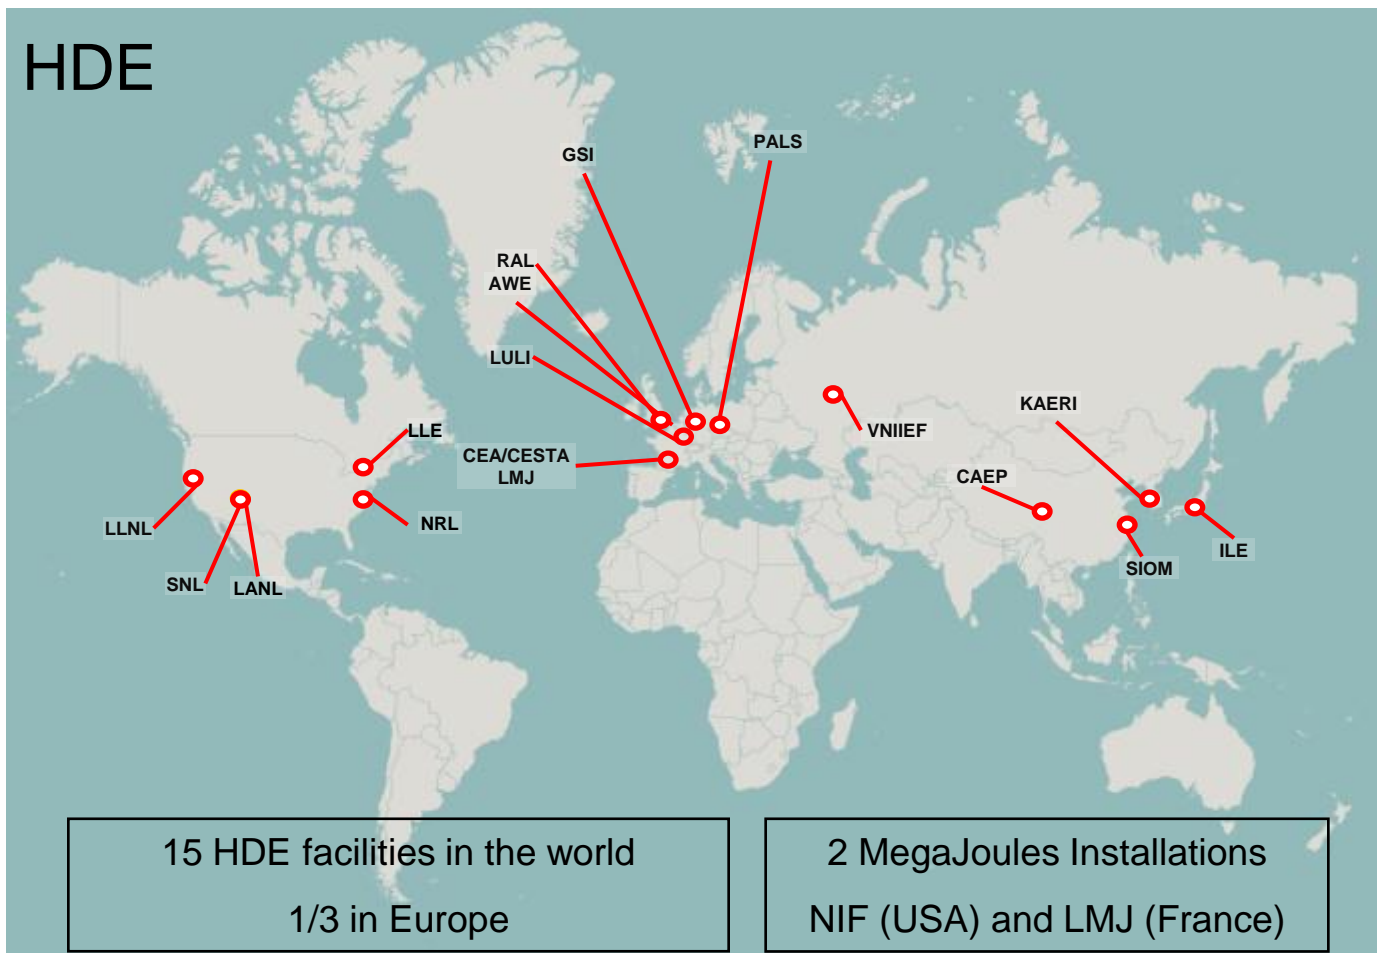 HDE
PALS
GSI
RAL
AWE
LULI
CEA/CESTA
LMJ
LLE
NRL
LLNL
SNL
LANL
VNIIEF
KAERI
CAEP
SIOM
ILE
15 HDE facilities in the world
1/3 in Europe
2 MegaJoules Installations
NIF (USA) and LMJ (France)